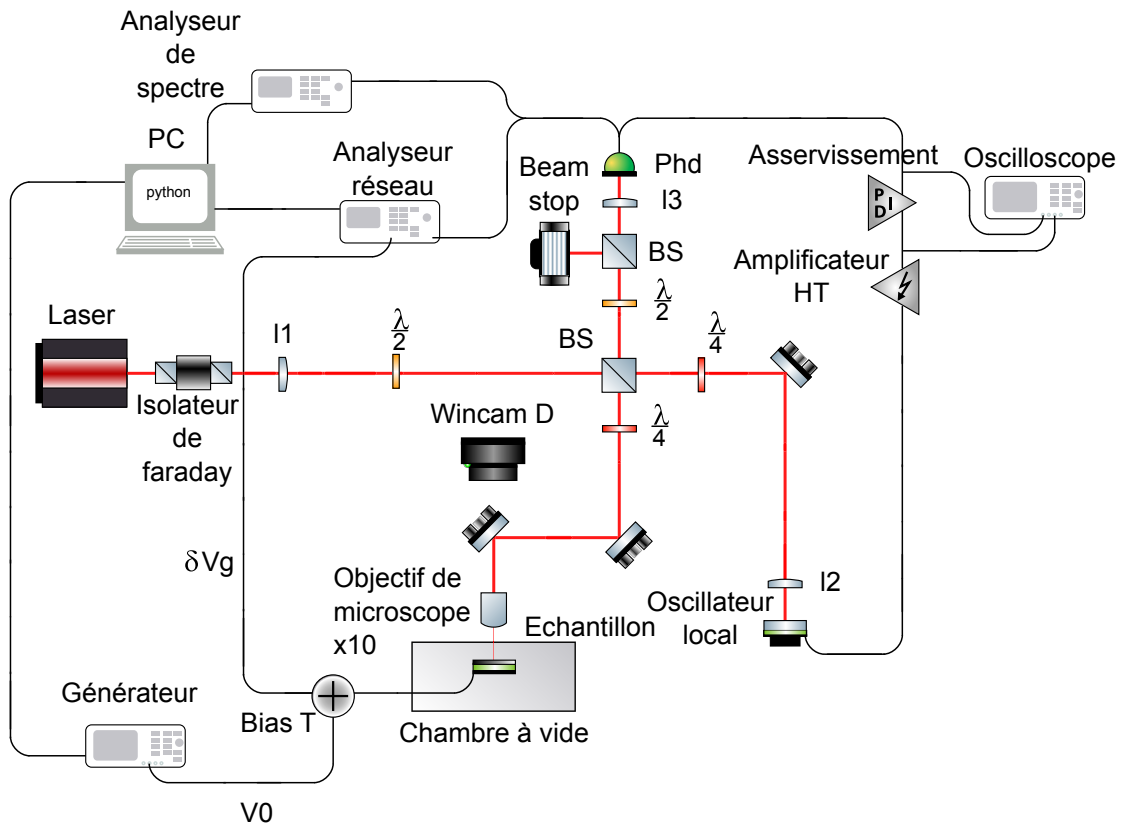 Analyseur
de
spectre
PC
python
Analyseur
réseau
Beam
stop
Phd
l3
BS
λ
2
Asservissement
P
I
D
Oscilloscope
Amplificateur
HT
Laser
l1
λ
2
BS
λ
4
λ
4
Isolateur
de
faraday
Wincam D
δVg
Objectif de
microscope
x10
Echantillon
Oscillateur
local
l2
Générateur
Bias T
Chambre à vide
V0